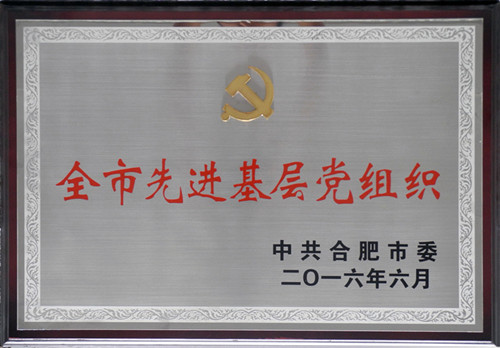 全市先进基层党组织
中共合肥市委
二〇一六年六月